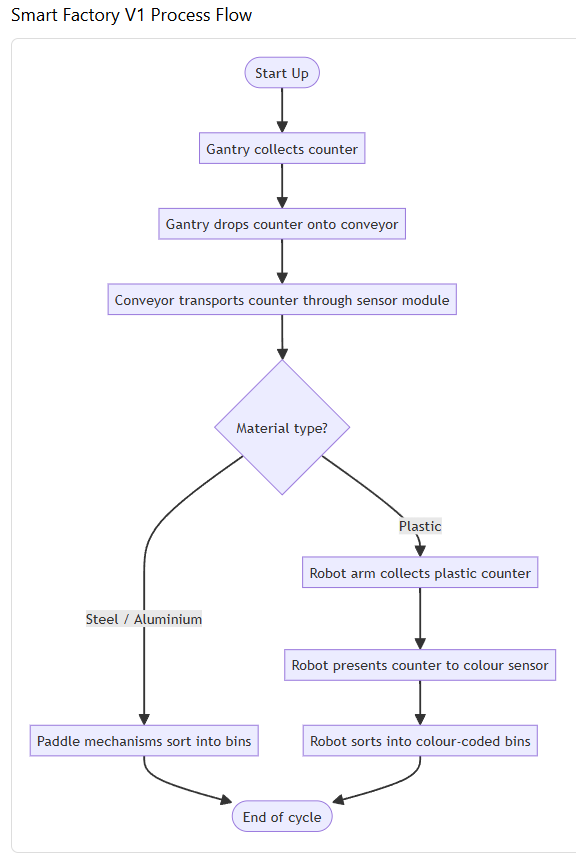 Smart Factory V1 Process Flow
Start Up
Gantry collects counter
Gantry drops counter onto conveyor
Conveyor transports counter through sensor module
Material type?
Plastic
Robot arm collects plastic counter
Steel / Aluminium
Robot presents counter to colour sensor
Paddle mechanisms sort into bins
Robot sorts into colour-coded bins
End of cycle